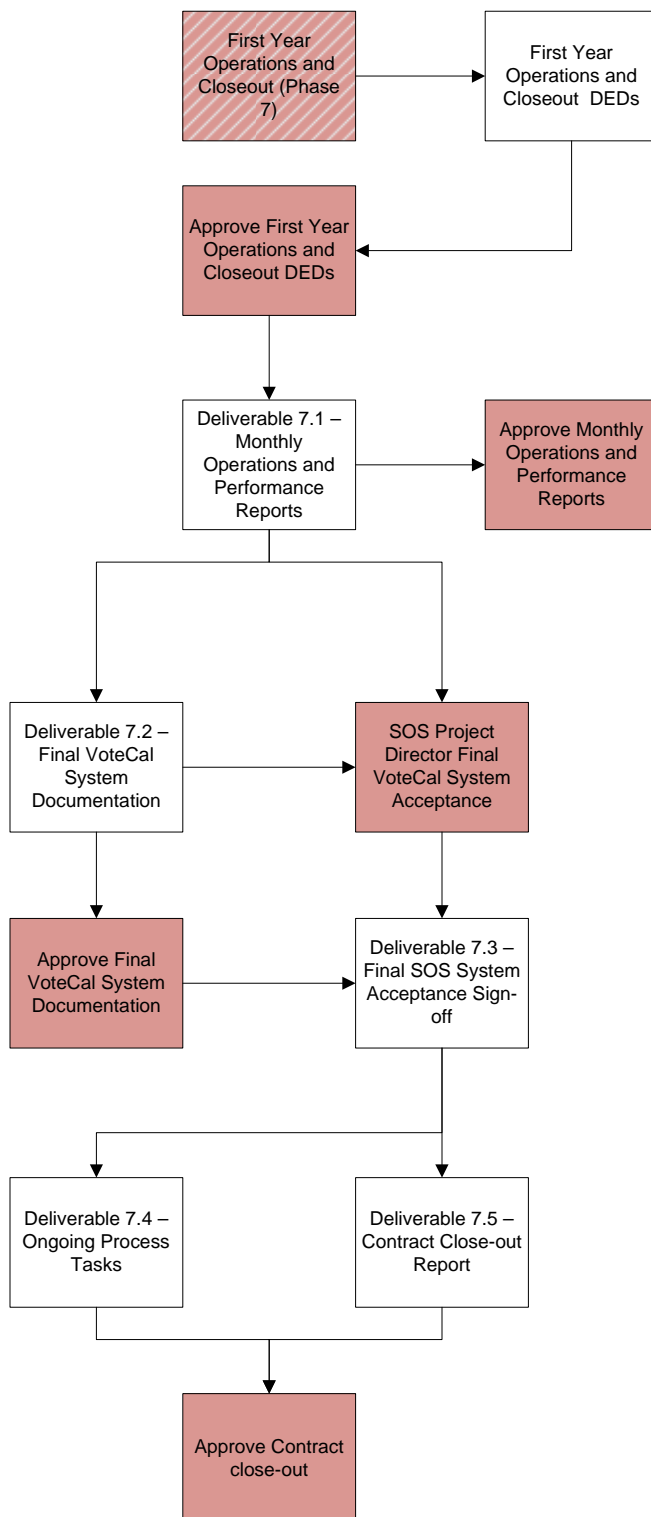 First Year
Operations and
Closeout (Phase
7)
First Year
Operations and
Closeout  DEDs
Approve First Year
Operations and
Closeout DEDs
Deliverable 7.1 –
Monthly
Operations and
Performance
Reports
Approve Monthly
Operations and
Performance
Reports
Deliverable 7.2 –
Final VoteCal
System
Documentation
SOS Project
Director Final
VoteCal System
Acceptance
Approve Final
VoteCal System
Documentation
Deliverable 7.3 –
Final SOS System
Acceptance Sign-
off
Deliverable 7.4 –
Ongoing Process
Tasks
Deliverable 7.5 –
Contract Close-out
Report
Approve Contract
close-out